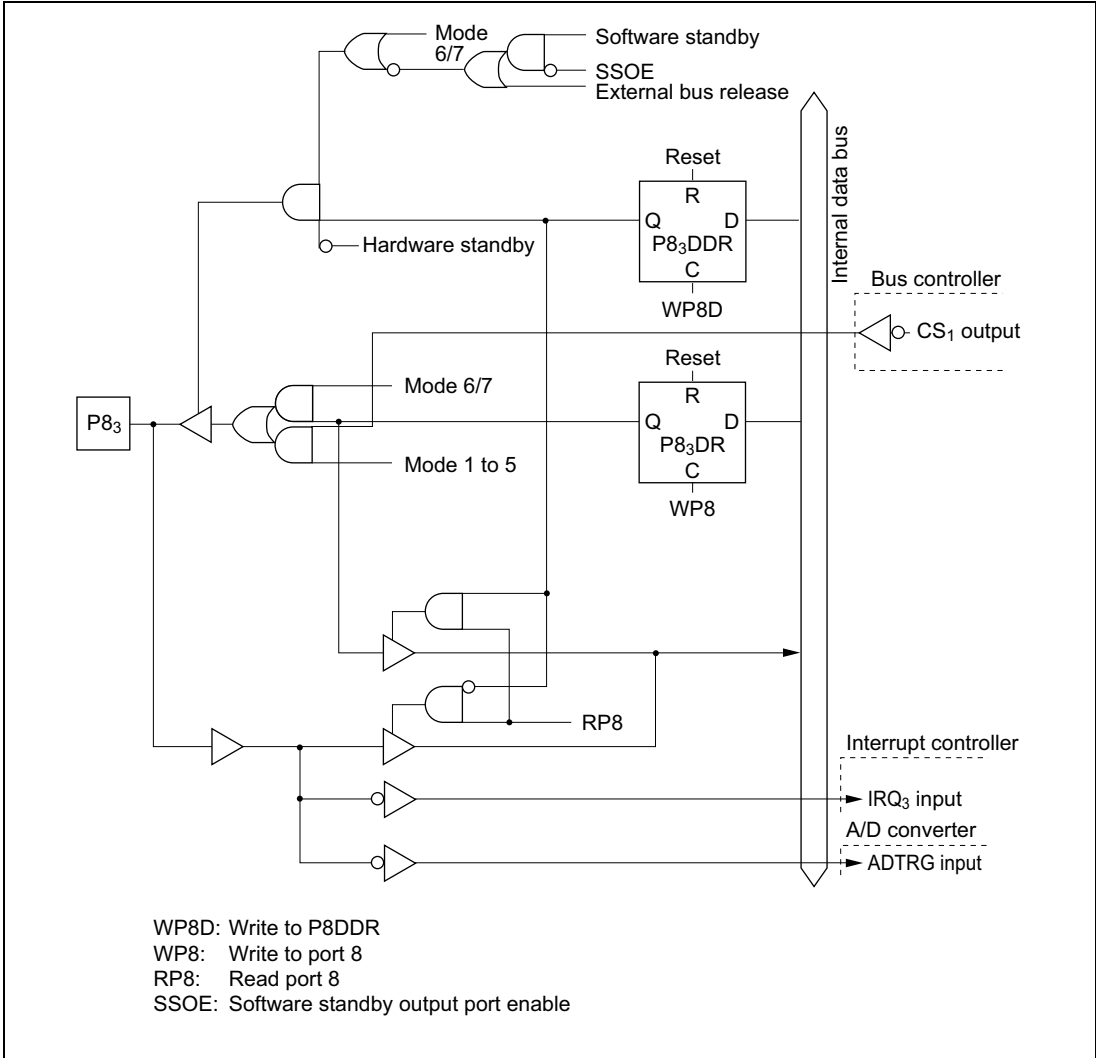 Mode
6/7
Software standby
SSOE
External bus release
Internal data bus
Reset
R
Q D
P8₃DDR
C
WP8D
Hardware standby
Bus controller
CS₁ output
Reset
R
Q D
P8₃DR
C
WP8
Mode 6/7
P8₃
Mode 1 to 5
RP8
Interrupt controller
IRQ₃ input
A/D converter
ADTRG input
WP8D: Write to P8DDR
WP8: Write to port 8
RP8: Read port 8
SSOE: Software standby output port enable